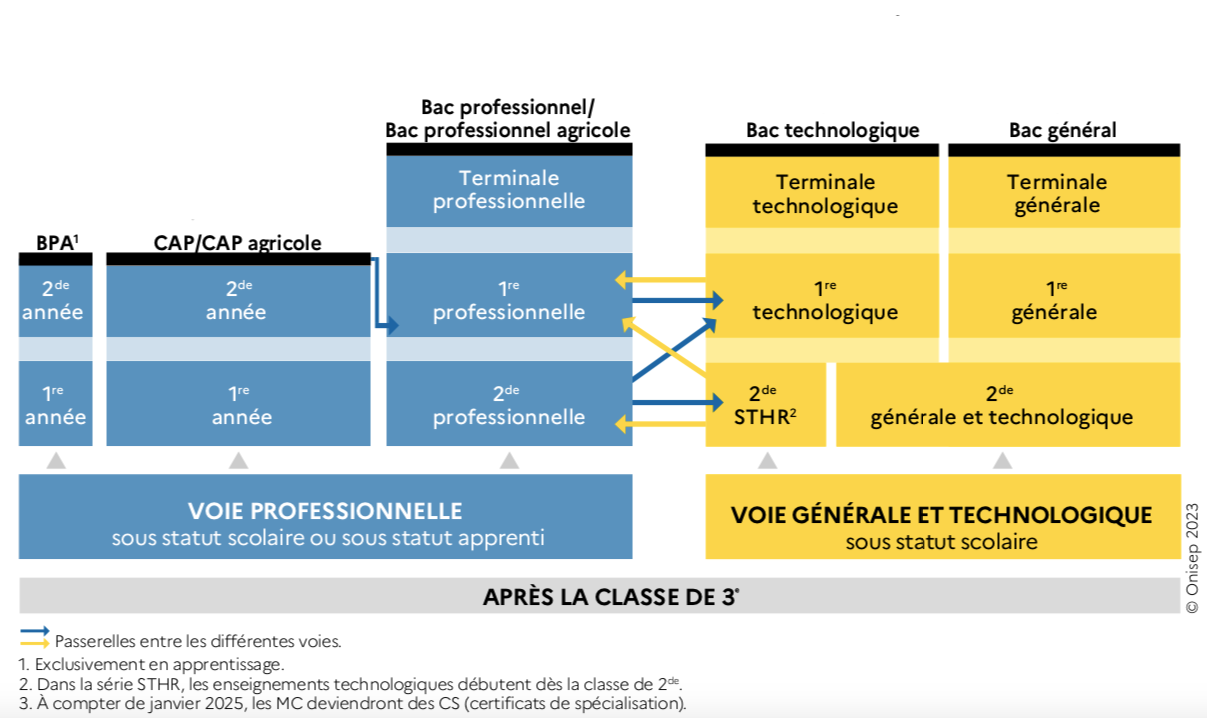 Bac professionnel/
Bac professionnel agricole
Bac technologique
Bac général
Terminale
professionnelle
Terminale
technologique
Terminale
générale
BPA¹
CAP/CAP agricole
2de
année
2de
année
1re
professionnelle
1re
technologique
1re
générale
1re
année
1re
année
2de
professionnelle
2de
STHR²
2de
générale et technologique
VOIE PROFESSIONNELLE
sous statut scolaire ou sous statut apprenti
VOIE GÉNÉRALE ET TECHNOLOGIQUE
sous statut scolaire
© Onisep 2023
APRÈS LA CLASSE DE 3e
Passerelles entre les différentes voies.
1. Exclusivement en apprentissage.
2. Dans la série STHR, les enseignements technologiques débutent dès la classe de 2de.
3. À compter de janvier 2025, les MC deviendront des CS (certificats de spécialisation).